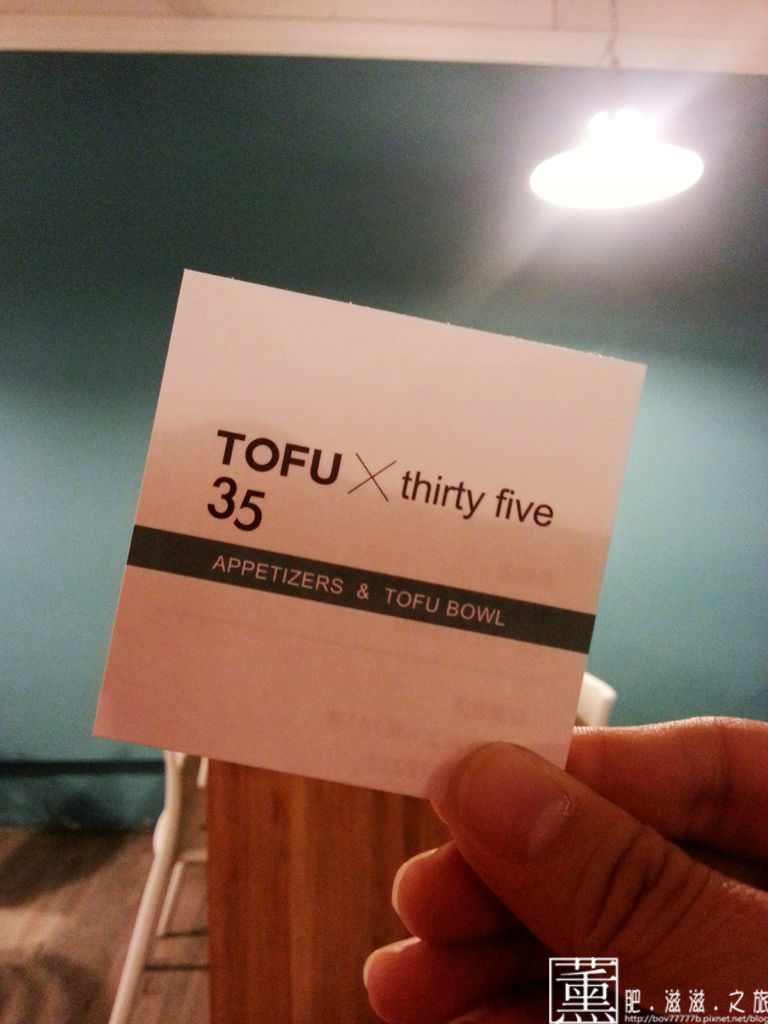 TOFU × thirty five
35
APPETIZERS & TOFU BOWL
薰 肥.滋滋.之旅
http://bov77777b.pixnet.net/blog